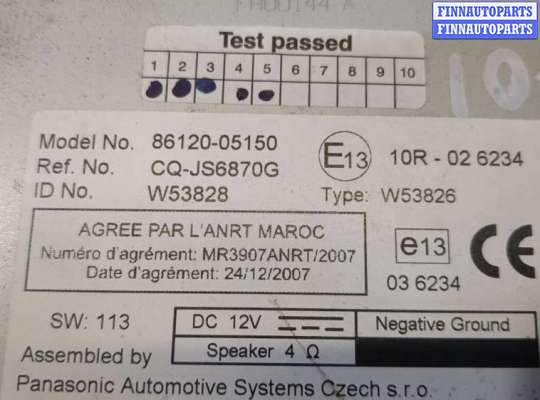 FINNAUTOPARTS
FINNAUTOPARTS
Test passed
1 2 3 4 5 6 7 8 9 10
Model No. 86120-05150
Ref. No. CQ-JS6870G
ID No. W53828
E13 10R - 02 6234
Type: W53826
AGREE PAR L'ANRT MAROC
Numéro d'agrément: MR3907ANRT/2007
Date d'agrément: 24/12/2007
e13
03 6234
CE
SW: 113
DC 12V
Negative Ground
Speaker 4 Ω
Assembled by
Panasonic Automotive Systems Czech s.r.o.